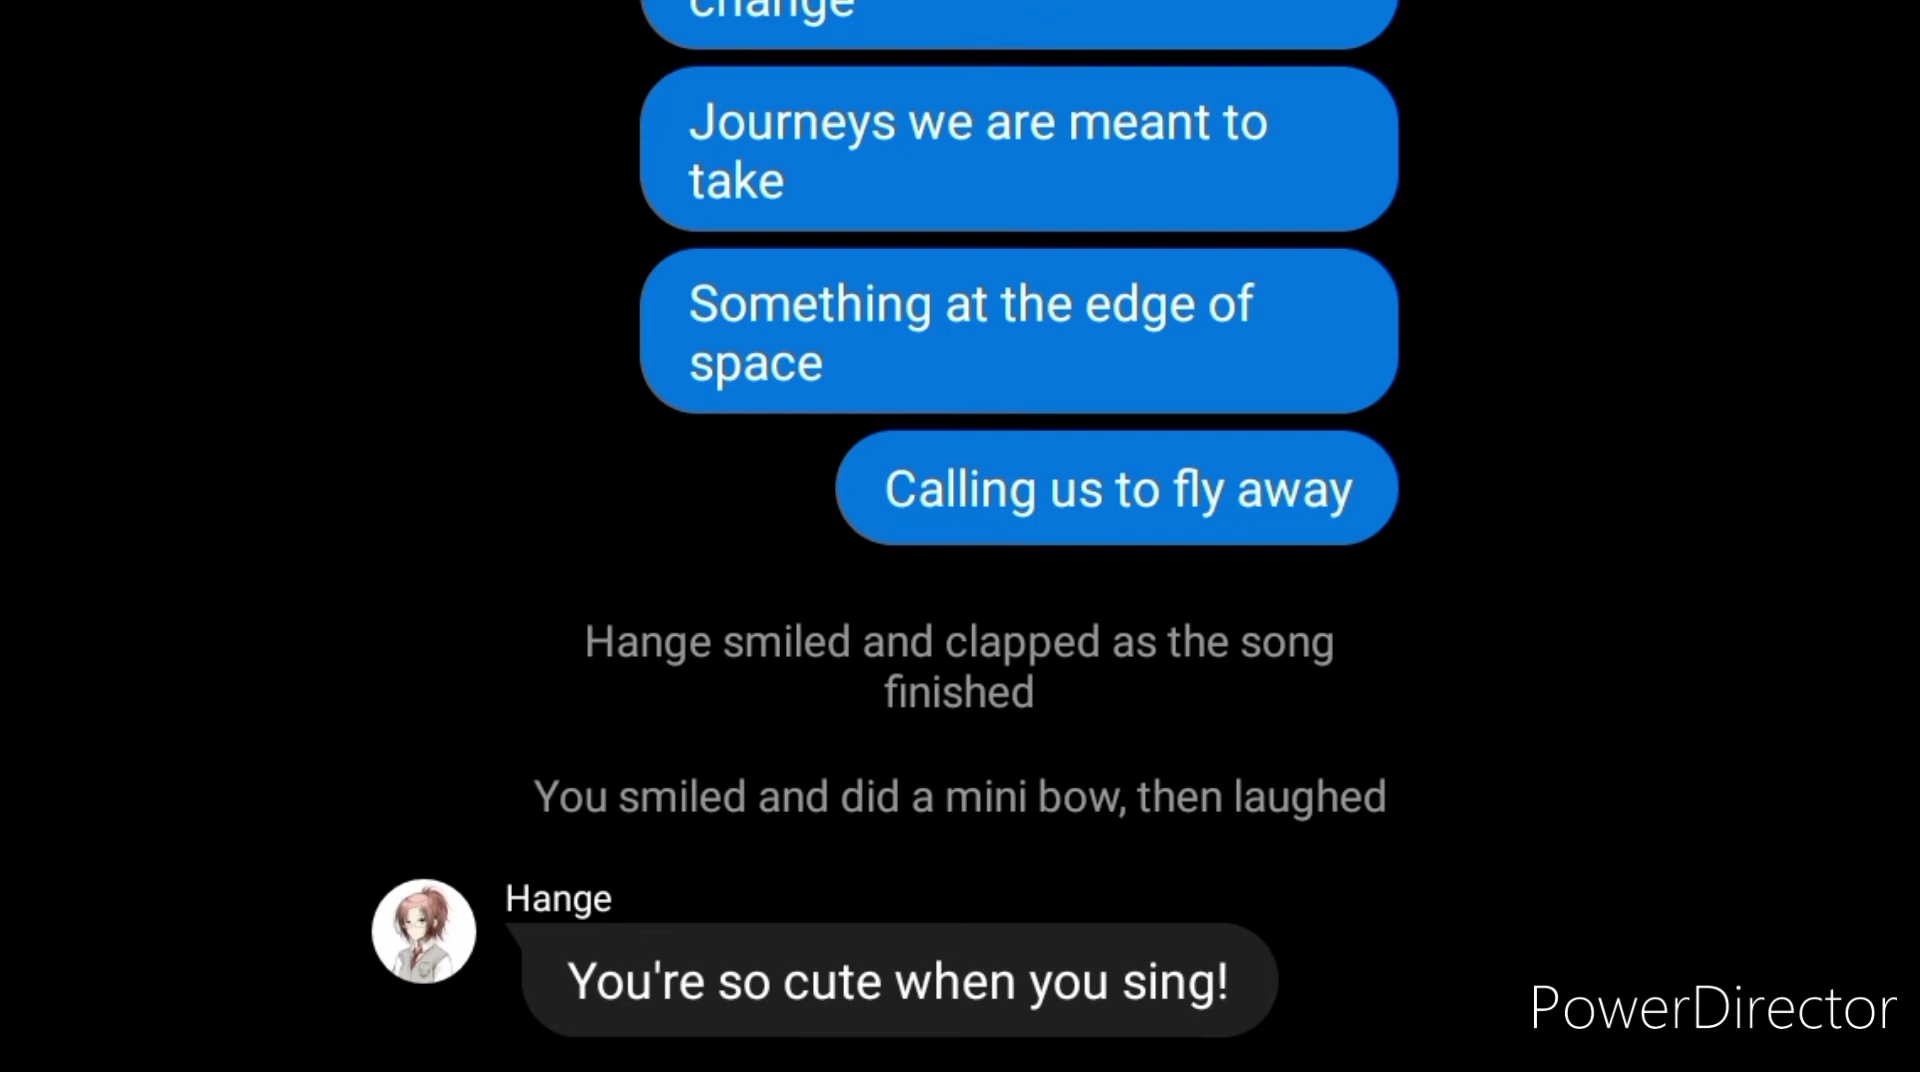 change
Journeys we are meant to
take
Something at the edge of
space
Calling us to fly away
Hange smiled and clapped as the song
finished
You smiled and did a mini bow, then laughed
Hange
You're so cute when you sing!
PowerDirector